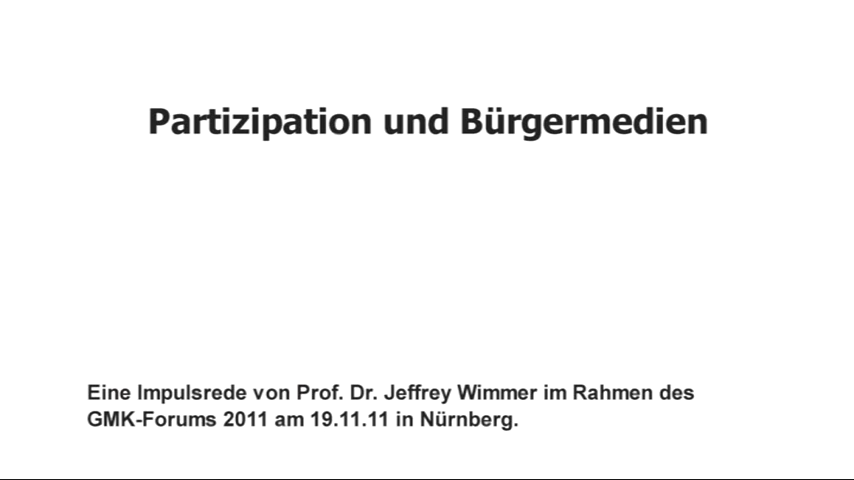 Partizipation und Bürgermedien
Eine Impulsrede von Prof. Dr. Jeffrey Wimmer im Rahmen des
GMK-Forums 2011 am 19.11.11 in Nürnberg.